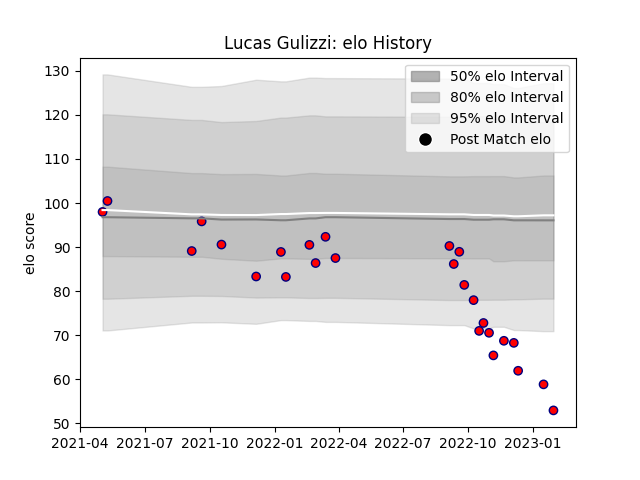 Lucas Gulizzi: elo History
130
120
110
100
90
80
70
60
50
elo score
50% elo Interval
80% elo Interval
95% elo Interval
Post Match elo
2021-04 2021-07 2021-10 2022-01 2022-04 2022-07 2022-10 2023-01